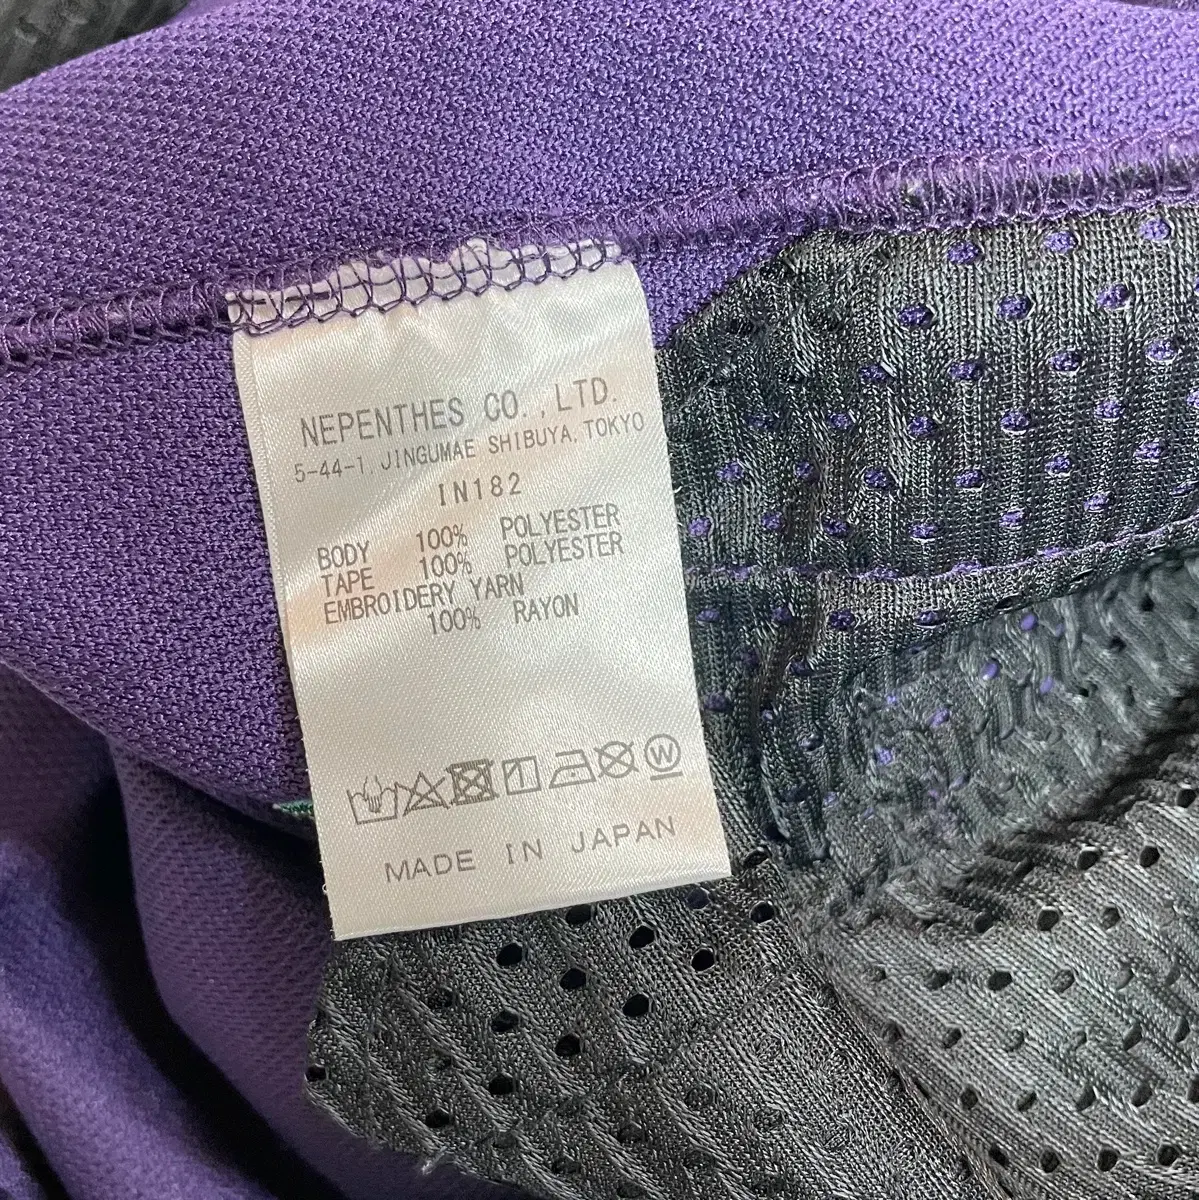 NEPENTHES CO.,LTD.
5-44-1, JINGUMAE SHIBUYA, TOKYO
IN182
BODY 100% POLYESTER
TAPE 100% POLYESTER
EMBROIDERY YARN
100% RAYON
W
MADE IN JAPAN